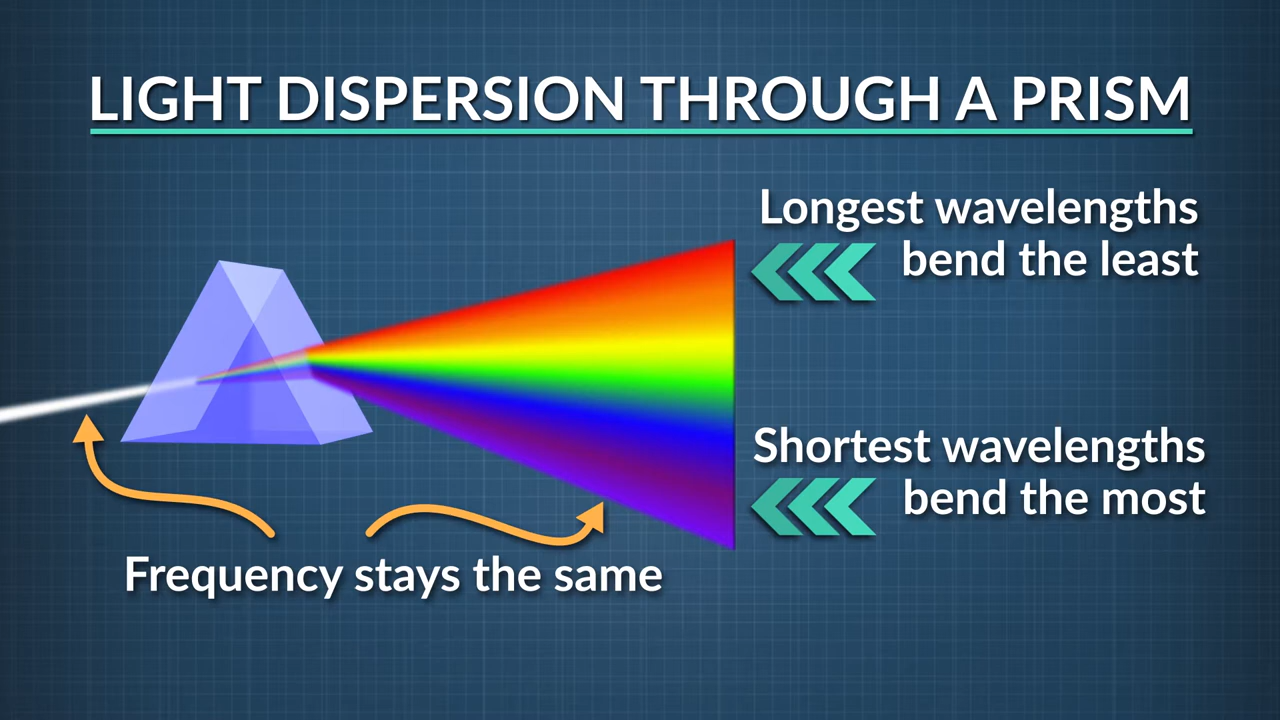 LIGHT DISPERSION THROUGH A PRISM
Longest wavelengths
bend the least
Shortest wavelengths
bend the most
Frequency stays the same